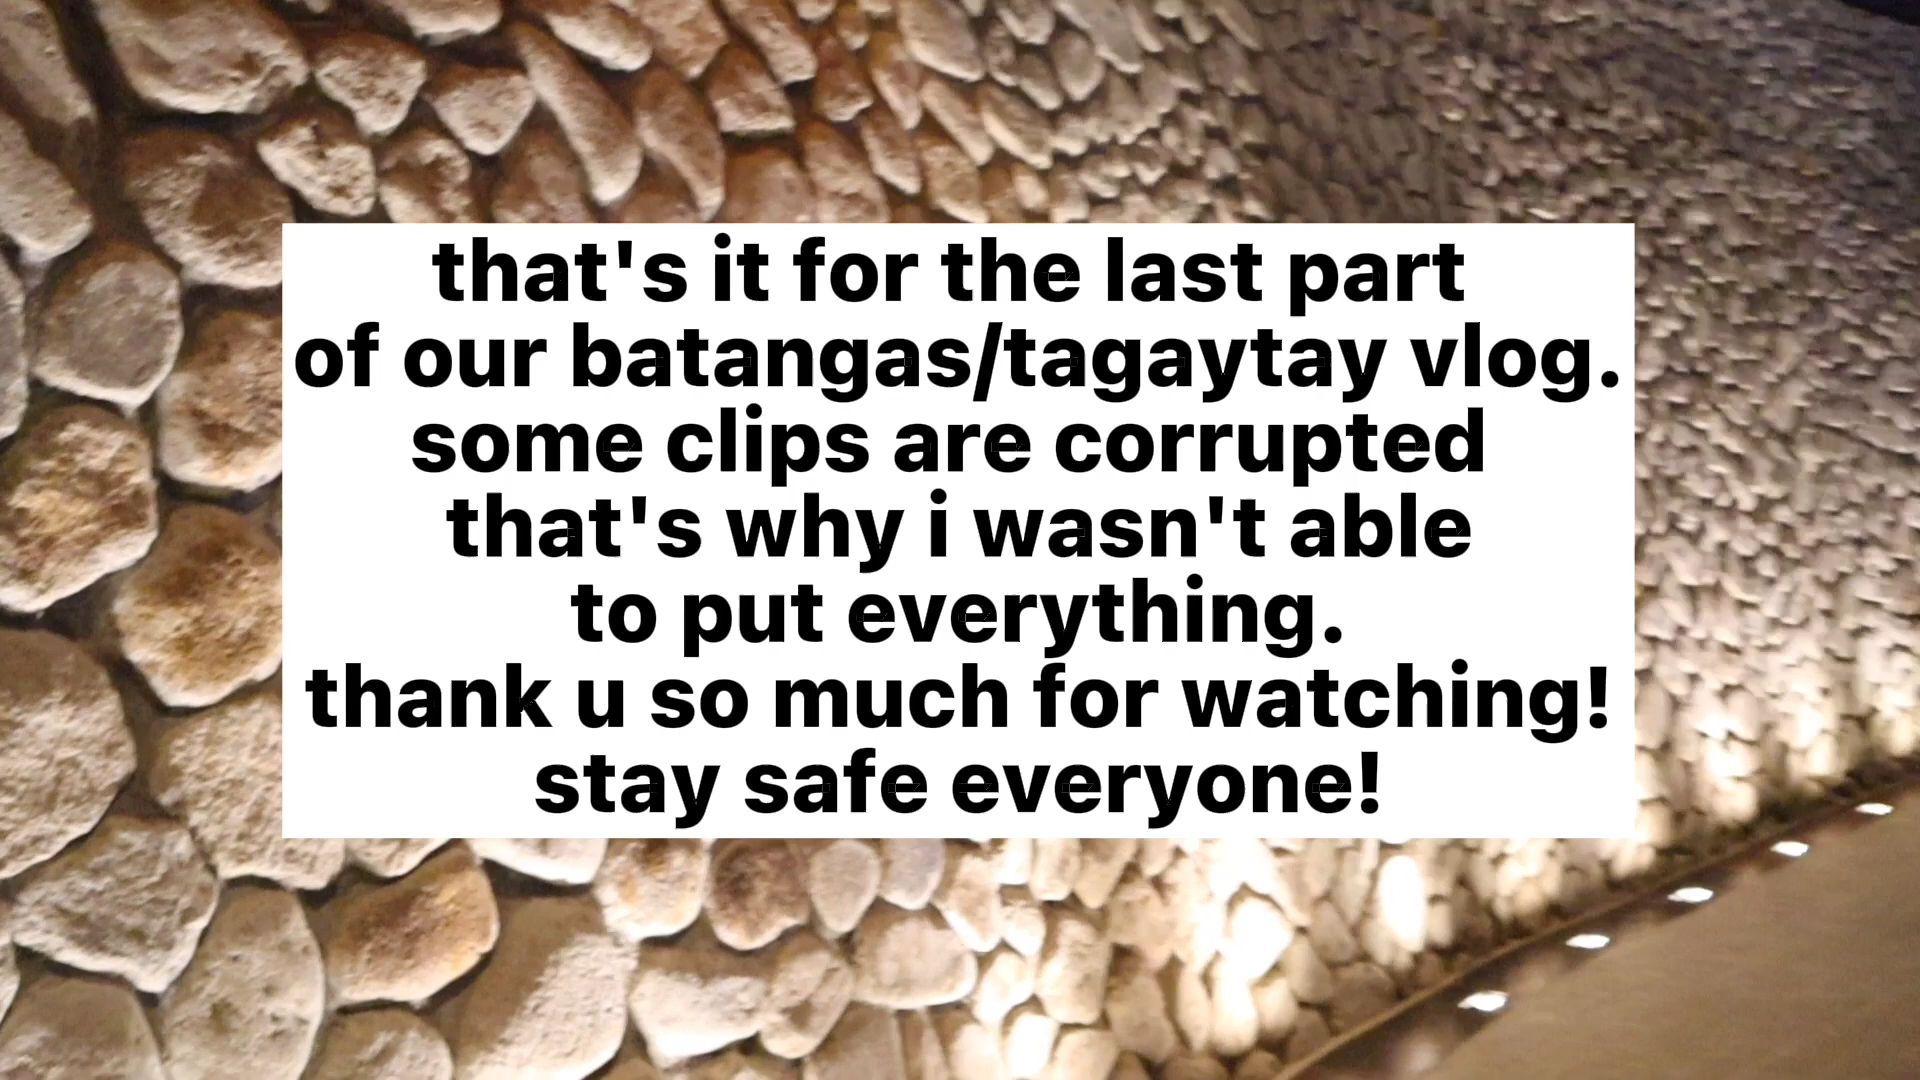 that's it for the last part
of our batangas/tagaytay vlog.
some clips are corrupted
that's why i wasn't able
to put everything.
thank u so much for watching!
stay safe everyone!